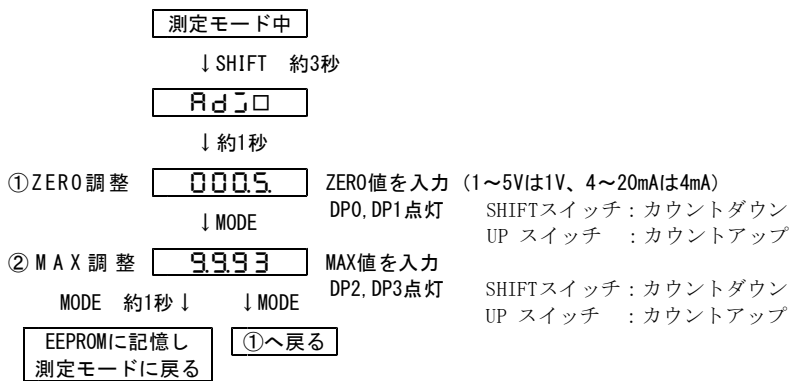 測定モード中
↓SHIFT 約3秒
AdJ□
↓約1秒
①ZERO調整 000.5. ZERO値を入力 (1～5Vは1V、4～20mAは4mA)
DP0,DP1点灯 SHIFTスイッチ:カウントダウン
↓MODE
UP スイッチ :カウントアップ
②MAX調整 9.9.93 MAX値を入力
DP2,DP3点灯 SHIFTスイッチ:カウントダウン
MODE 約1秒↓ ↓MODE
UP スイッチ :カウントアップ
EEPROMに記憶し ①へ戻る
測定モードに戻る